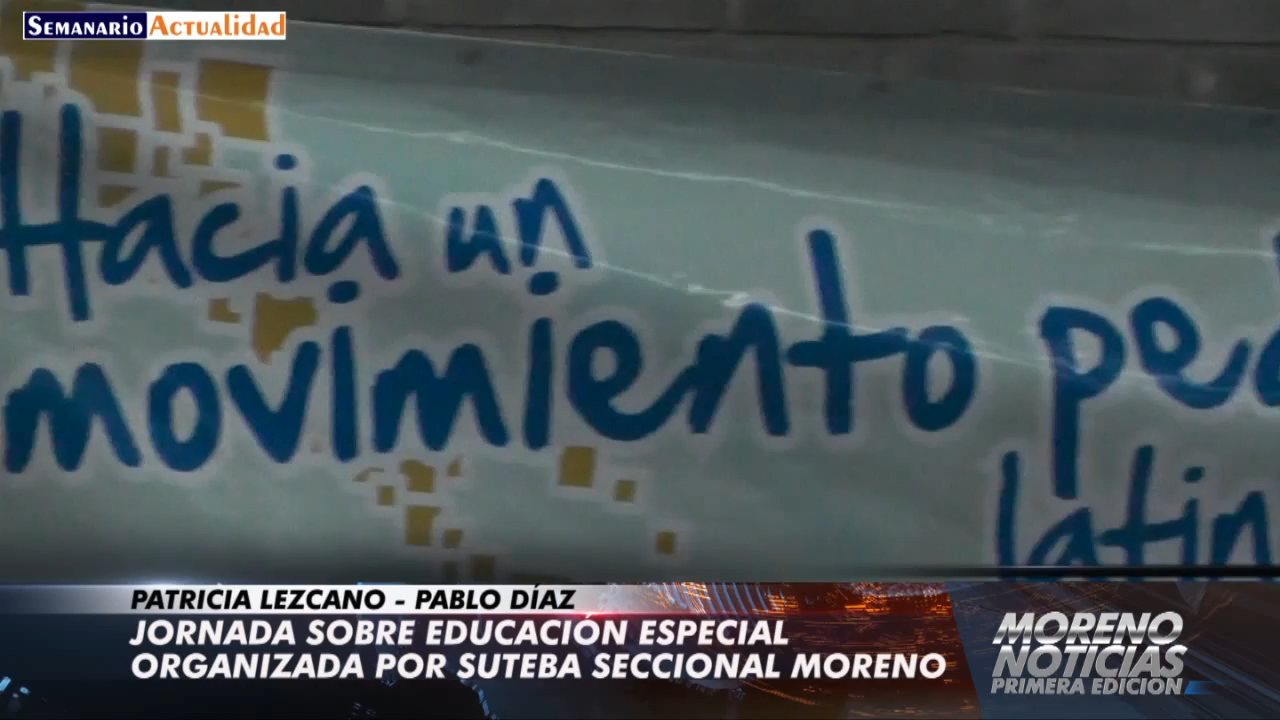 Semanario Actualidad
Hacia un
movimiento
PATRICIA LEZCANO - PABLO DÍAZ
JORNADA SOBRE EDUCACIÓN ESPECIAL
ORGANIZADA POR SUTEBA SECCIONAL MORENO
MORENO
NOTICIAS
PRIMERA EDICIÓN